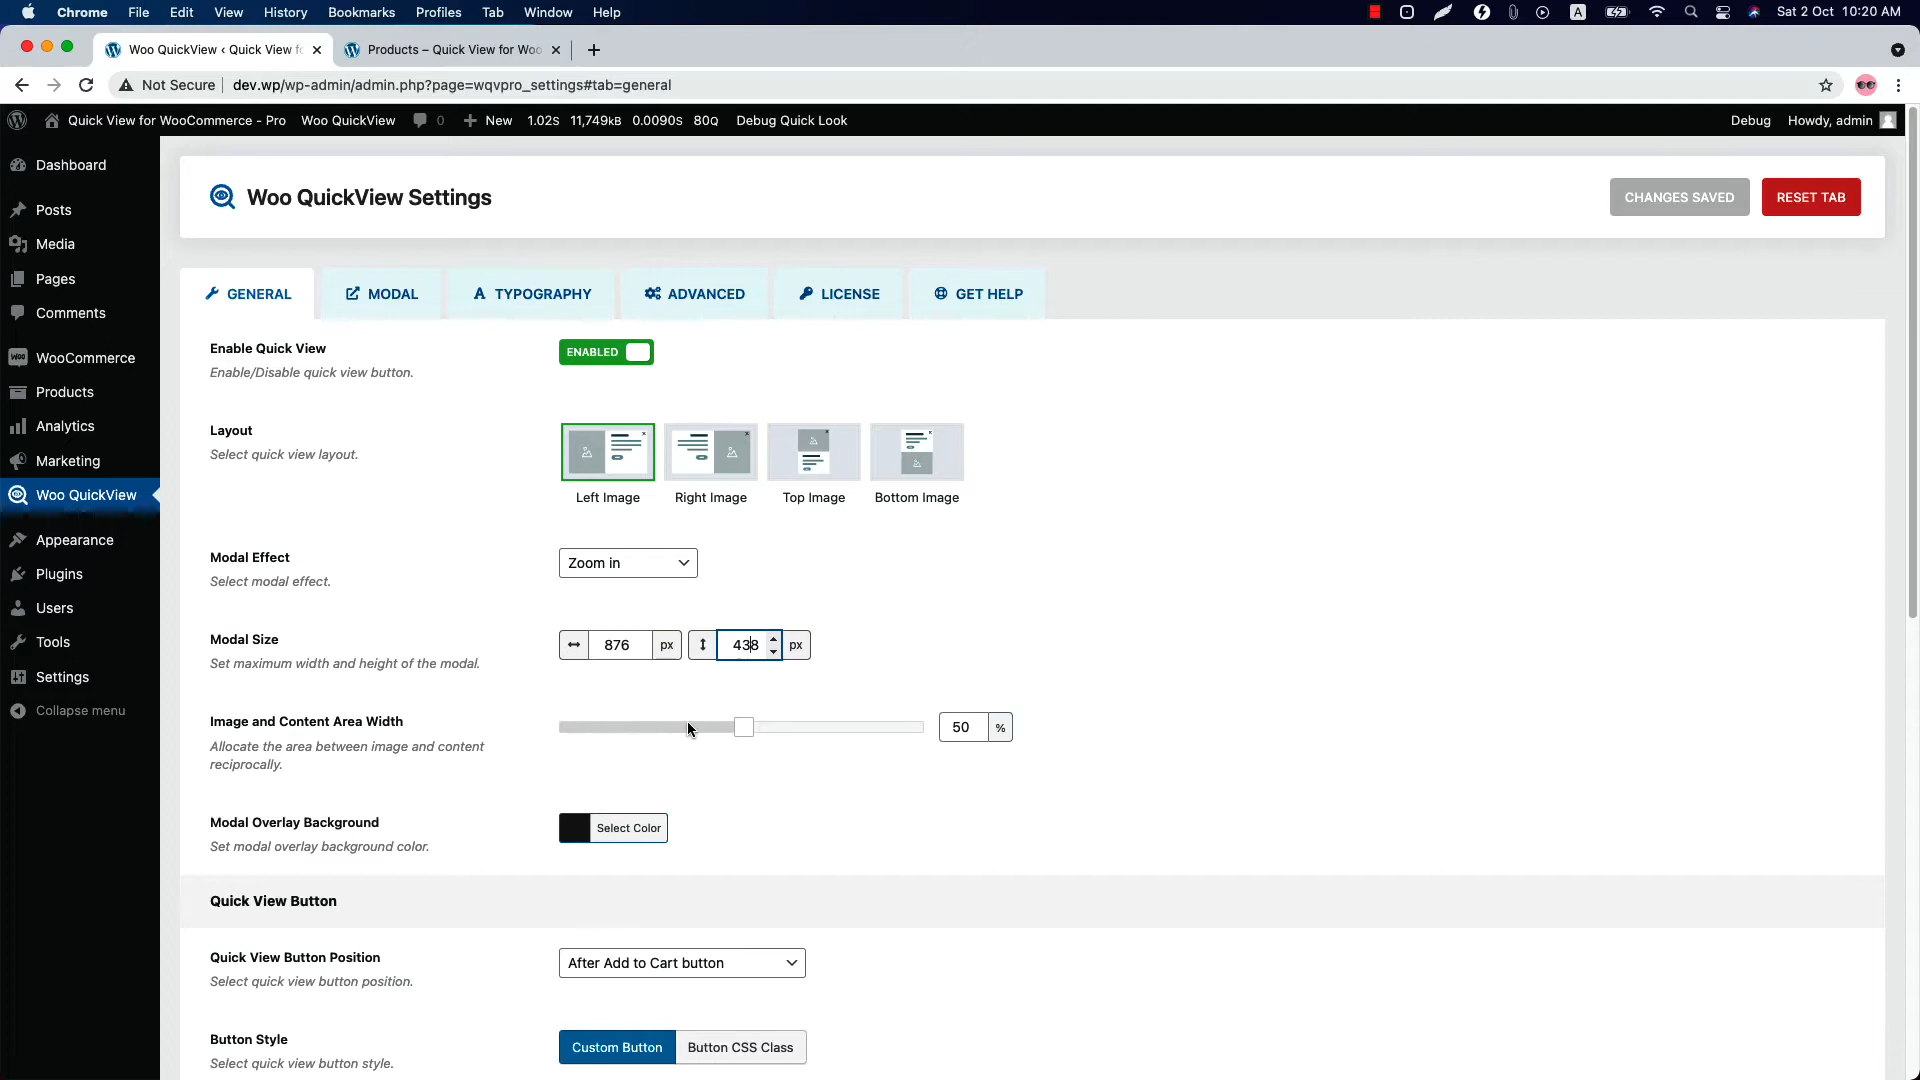 Chrome File Edit View History Bookmarks Profiles Tab Window Help A Sat 2 Oct 10:20 AM
Woo QuickView ‹ Quick View fo Products – Quick View for Woo
Not Secure dev.wp/wp-admin/admin.php?page=wqvpro_settings#tab=general
Quick View for WooCommerce - Pro Woo QuickView 0 New 1.02S 11,749KB 0.0090S 80Q Debug Quick Look Debug Howdy, admin
Dashboard
Posts
Media
Pages
Comments
WooCommerce
Products
Analytics
Marketing
Woo QuickView
Appearance
Plugins
Users
Tools
Settings
Collapse menu
Woo QuickView Settings CHANGES SAVED RESET TAB
GENERAL MODAL TYPOGRAPHY ADVANCED LICENSE GET HELP
Enable Quick View ENABLED
Enable/Disable quick view button.
Layout
Select quick view layout.
Left Image Right Image Top Image Bottom Image
Modal Effect Zoom in
Select modal effect.
Modal Size 876 px 438 px
Set maximum width and height of the modal.
Image and Content Area Width 50 %
Allocate the area between image and content
reciprocally.
Modal Overlay Background Select Color
Set modal overlay background color.
Quick View Button
Quick View Button Position After Add to Cart button
Select quick view button position.
Button Style Custom Button Button CSS Class
Select quick view button style.